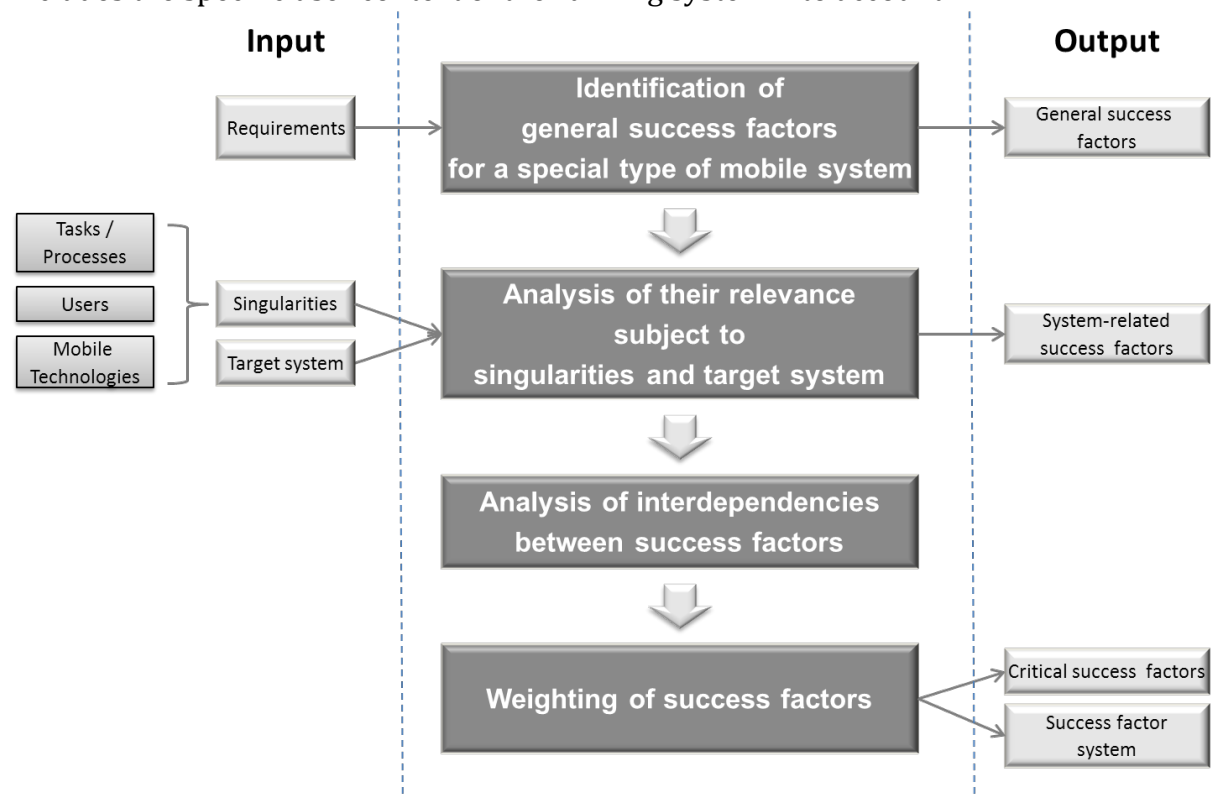 Input
Output
Identification of
general success factors
for a special type of mobile system
Requirements
General success
factors
Tasks /
Processes
Users
Mobile
Technologies
Singularities
Target system
Analysis of their relevance
subject to
singularities and target system
System-related
success factors
Analysis of interdependencies
between success factors
Weighting of success factors
Critical success factors
Success factor
system